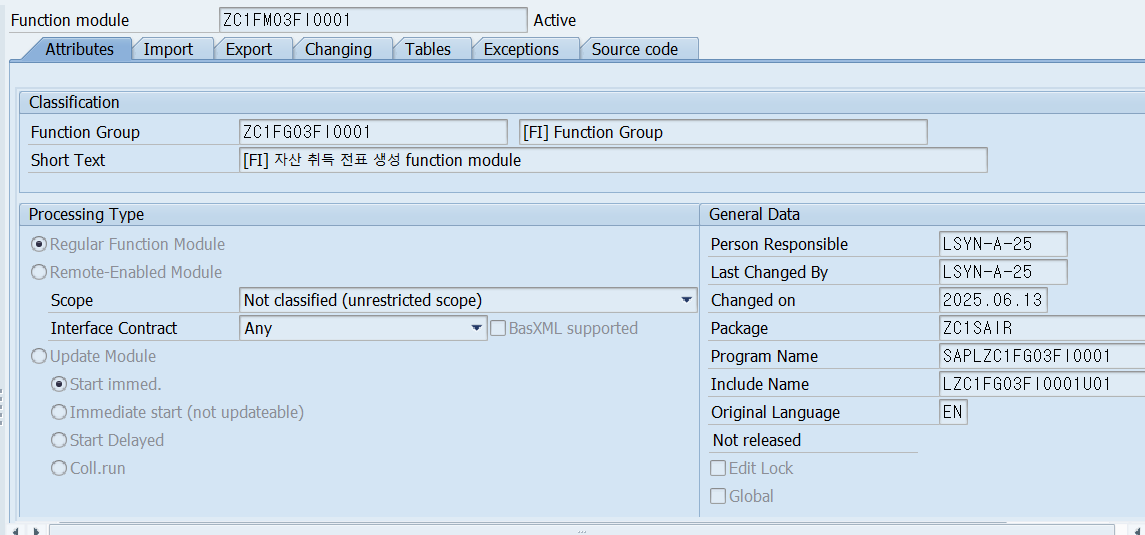 Function module ZC1FM03FI0001 Active
Attributes Import Export Changing Tables Exceptions Source code
Classification
Function Group ZC1FG03FI0001 [FI] Function Group
Short Text [FI] 자산 취득 전표 생성 function module
Processing Type
Regular Function Module
Remote-Enabled Module
Scope Not classified (unrestricted scope)
Interface Contract Any BasXML supported
Update Module
Start immed.
Immediate start (not updateable)
Start Delayed
Coll.run
General Data
Person Responsible LSYN-A-25
Last Changed By LSYN-A-25
Changed on 2025.06.13
Package ZC1SAIR
Program Name SAPLZC1FG03FI0001
Include Name LZC1FG03FI0001U01
Original Language EN
Not released
Edit Lock
Global